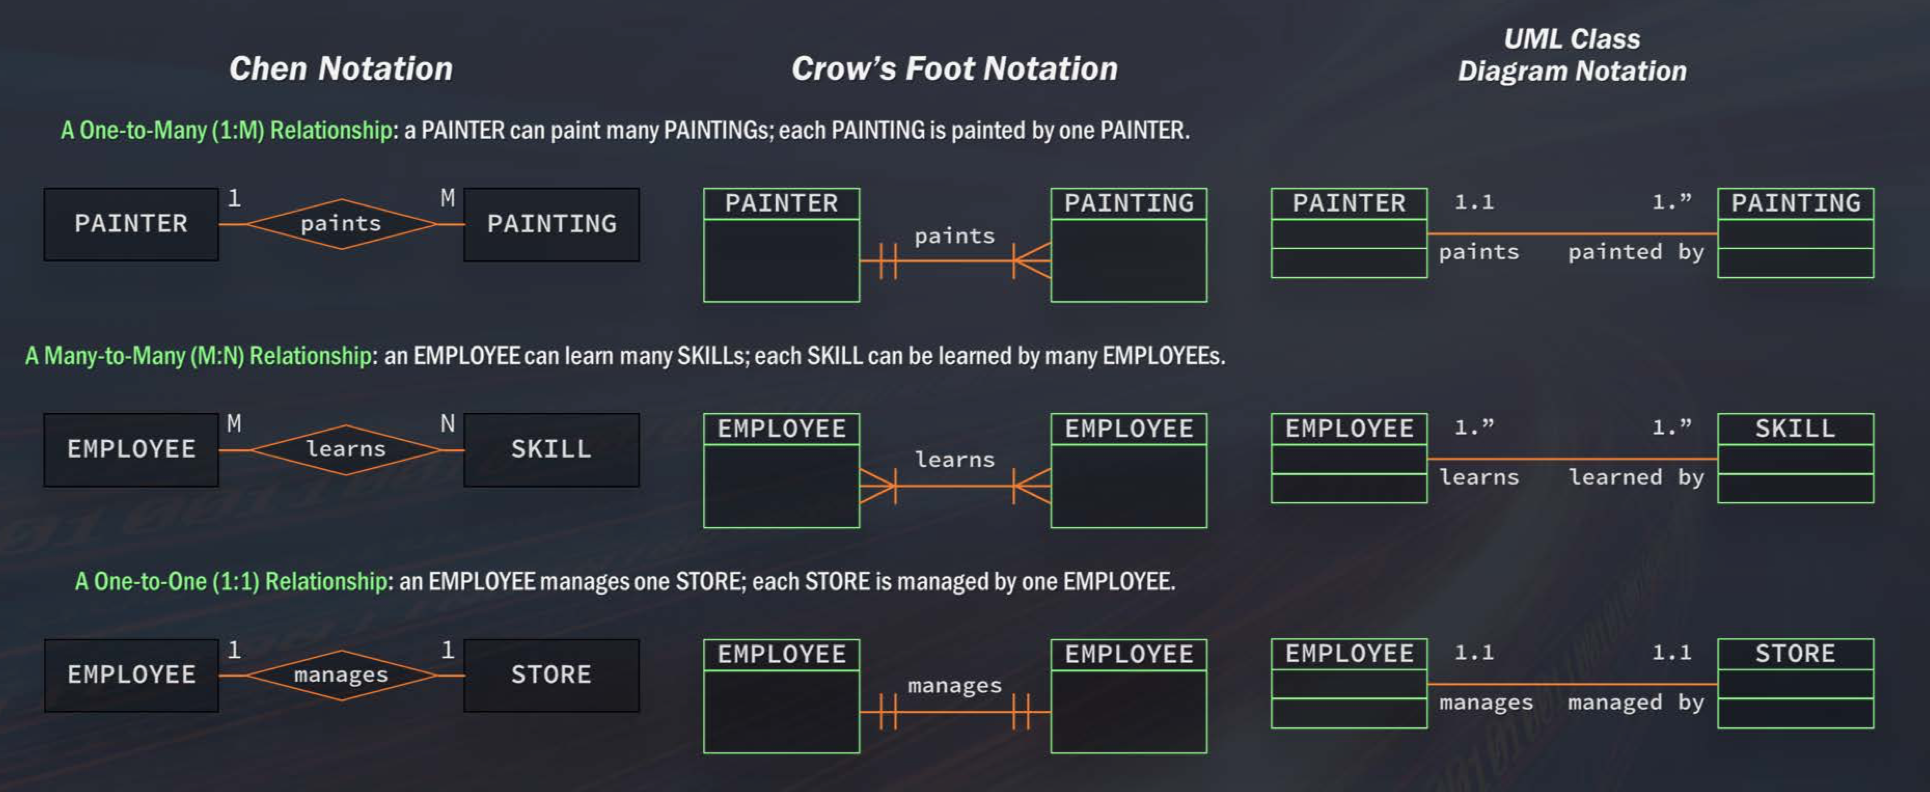 Chen Notation
Crow's Foot Notation
UML Class
Diagram Notation
A One-to-Many (1:M) Relationship: a PAINTER can paint many PAINTINGs; each PAINTING is painted by one PAINTER.
PAINTER
1
paints
M
PAINTING
PAINTER
paints
PAINTING
PAINTER
1.1
1.”
PAINTING
paints
painted by
A Many-to-Many (M:N) Relationship: an EMPLOYEE can learn many SKILLs; each SKILL can be learned by many EMPLOYEEs.
EMPLOYEE
M
learns
N
SKILL
EMPLOYEE
learns
EMPLOYEE
EMPLOYEE
1.”
1.”
SKILL
learns
learned by
A One-to-One (1:1) Relationship: an EMPLOYEE manages one STORE; each STORE is managed by one EMPLOYEE.
EMPLOYEE
1
manages
1
STORE
EMPLOYEE
manages
EMPLOYEE
EMPLOYEE
1.1
1.1
STORE
manages
managed by